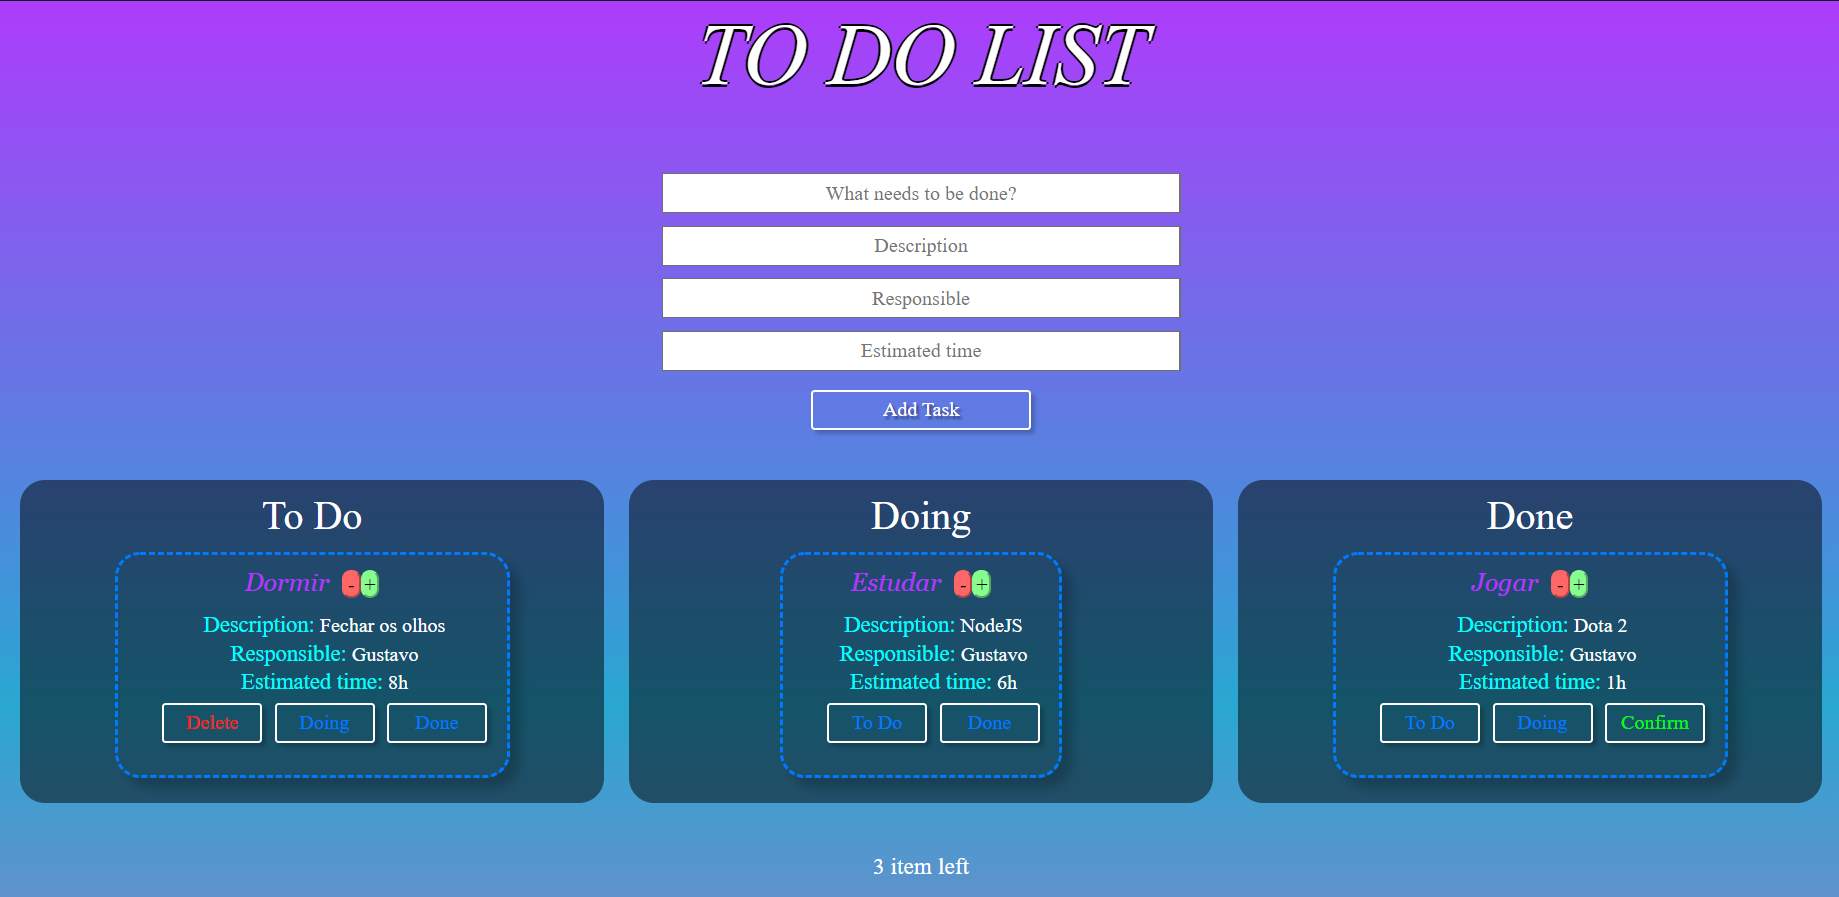 TO DO LIST
What needs to be done?
Description
Responsible
Estimated time
Add Task
To Do
Dormir - +
Description: Fechar os olhos
Responsible: Gustavo
Estimated time: 8h
Delete Doing Done
Doing
Estudar - +
Description: NodeJS
Responsible: Gustavo
Estimated time: 6h
To Do Done
Done
Jogar - +
Description: Dota 2
Responsible: Gustavo
Estimated time: 1h
To Do Doing Confirm
3 item left